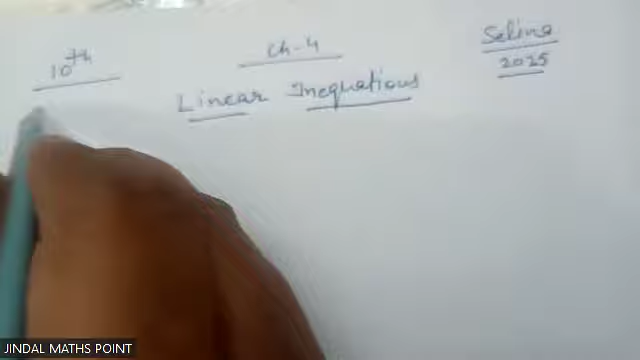 10th
Ch-4
Selina
2025
Linear Inequations
JINDAL MATHS POINT